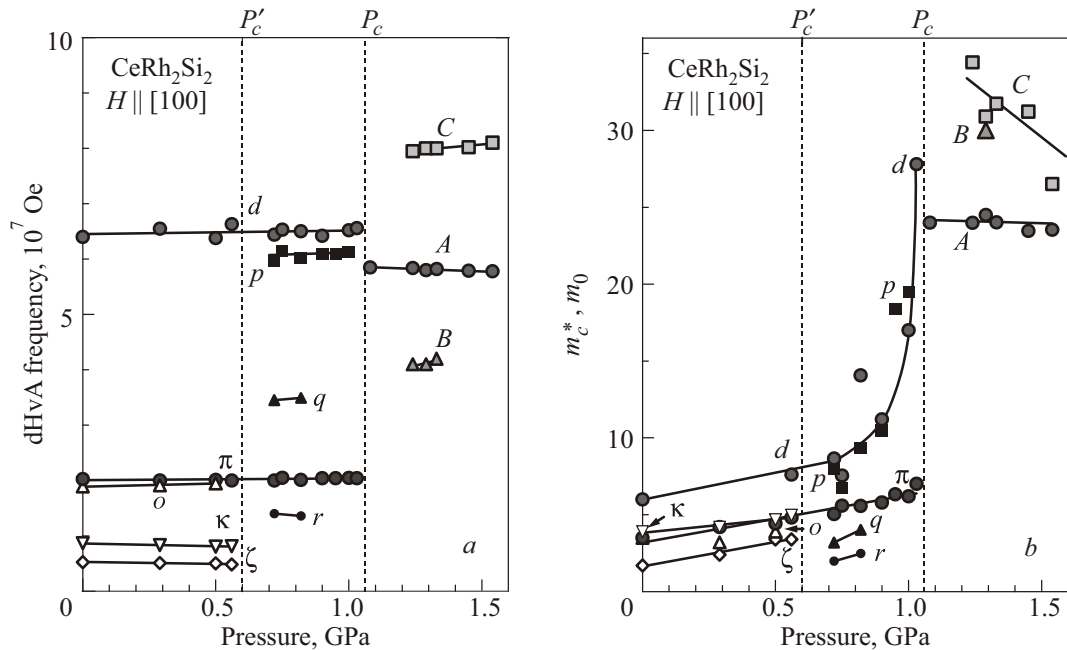 P′c Pc
10
CeRh2Si2
H || [100]
C
d
A
p
5
B
q
π
o
r
κ
ζ
a
0
0.5 1.0 1.5
Pressure, GPa
dHvA frequency, 10^7 Oe
P′c Pc
CeRh2Si2
H || [100]
C
30
B
d
A
20
p
10
d
p
π
κ
q
o
r
ζ
b
0
0.5 1.0 1.5
Pressure, GPa
m*c, m0